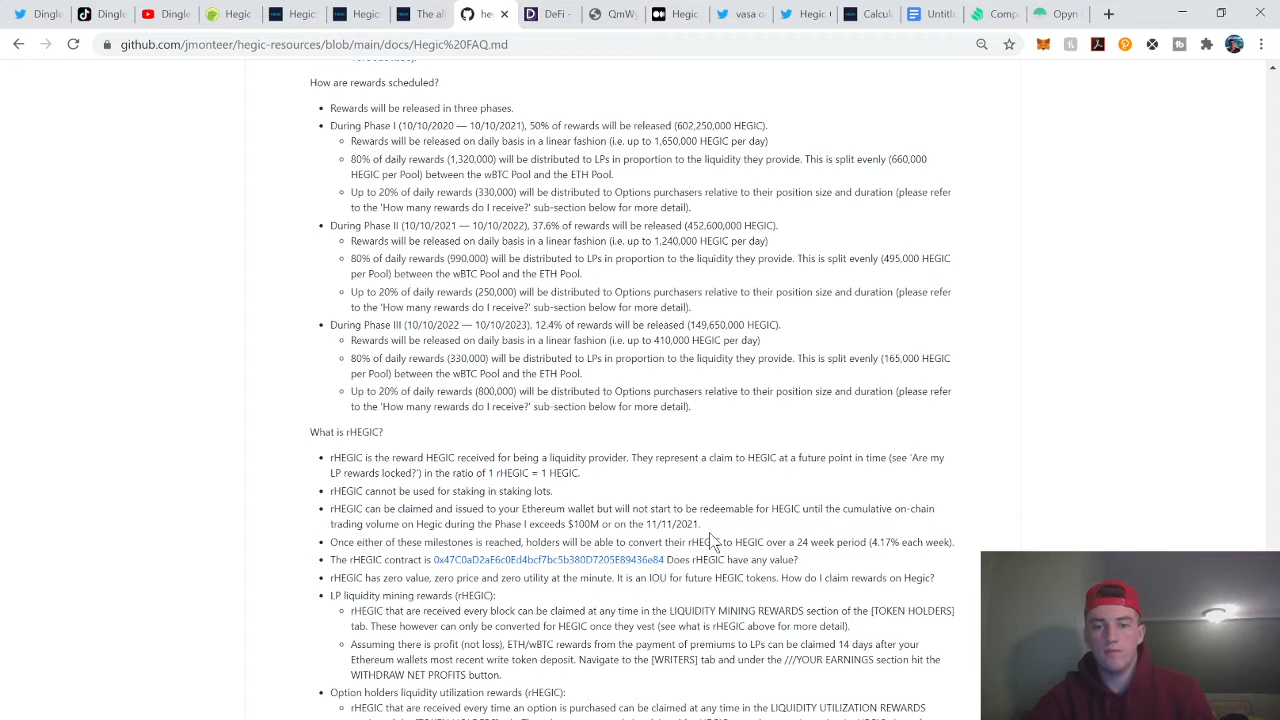 Dingle
Dingle
Dingle
Hegic
Hegic
Hegic
The all
he
DeFi -
QmWy
Hegic
vasa o
Hegic
Calcula
Untitle
Comp
Opyn
github.com/jmonteer/hegic-resources/blob/main/docs/Hegic%20FAQ.md
How are rewards scheduled?
Rewards will be released in three phases.
During Phase I (10/10/2020 — 10/10/2021), 50% of rewards will be released (602,250,000 HEGIC).
Rewards will be released on daily basis in a linear fashion (i.e. up to 1,650,000 HEGIC per day)
80% of daily rewards (1,320,000) will be distributed to LPs in proportion to the liquidity they provide. This is split evenly (660,000
HEGIC per Pool) between the wBTC Pool and the ETH Pool.
Up to 20% of daily rewards (330,000) will be distributed to Options purchasers relative to their position size and duration (please refer
to the 'How many rewards do I receive?' sub-section below for more detail).
During Phase II (10/10/2021 — 10/10/2022), 37.6% of rewards will be released (452,600,000 HEGIC).
Rewards will be released on daily basis in a linear fashion (i.e. up to 1,240,000 HEGIC per day)
80% of daily rewards (990,000) will be distributed to LPs in proportion to the liquidity they provide. This is split evenly (495,000 HEGIC
per Pool) between the wBTC Pool and the ETH Pool.
Up to 20% of daily rewards (250,000) will be distributed to Options purchasers relative to their position size and duration (please refer
to the 'How many rewards do I receive?' sub-section below for more detail).
During Phase III (10/10/2022 — 10/10/2023), 12.4% of rewards will be released (149,650,000 HEGIC).
Rewards will be released on daily basis in a linear fashion (i.e. up to 410,000 HEGIC per day)
80% of daily rewards (330,000) will be distributed to LPs in proportion to the liquidity they provide. This is split evenly (165,000 HEGIC
per Pool) between the wBTC Pool and the ETH Pool.
Up to 20% of daily rewards (800,000) will be distributed to Options purchasers relative to their position size and duration (please refer
to the 'How many rewards do I receive?' sub-section below for more detail).
What is rHEGIC?
rHEGIC is the reward HEGIC received for being a liquidity provider. They represent a claim to HEGIC at a future point in time (see 'Are my
LP rewards locked?') in the ratio of 1 rHEGIC = 1 HEGIC.
rHEGIC cannot be used for staking in staking lots.
rHEGIC can be claimed and issued to your Ethereum wallet but will not start to be redeemable for HEGIC until the cumulative on-chain
trading volume on Hegic during the Phase I exceeds $100M or on the 11/11/2021.
Once either of these milestones is reached, holders will be able to convert their rHEGIC to HEGIC over a 24 week period (4.17% each week).
The rHEGIC contract is 0x47C0aD2aE6c0Ed4bcf7bc5b380D7205E89436e84 Does rHEGIC have any value?
rHEGIC has zero value, zero price and zero utility at the minute. It is an IOU for future HEGIC tokens. How do I claim rewards on Hegic?
LP liquidity mining rewards (rHEGIC):
rHEGIC that are received every block can be claimed at any time in the LIQUIDITY MINING REWARDS section of the [TOKEN HOLDERS]
tab. These however can only be converted for HEGIC once they vest (see what is rHEGIC above for more detail).
Assuming there is profit (not loss), ETH/wBTC rewards from the payment of premiums to LPs can be claimed 14 days after your
Ethereum wallets most recent write token deposit. Navigate to the [WRITERS] tab and under the ///YOUR EARNINGS section hit the
WITHDRAW NET PROFITS button.
Option holders liquidity utilization rewards (rHEGIC):
rHEGIC that are received every time an option is purchased can be claimed at any time in the LIQUIDITY UTILIZATION REWARDS